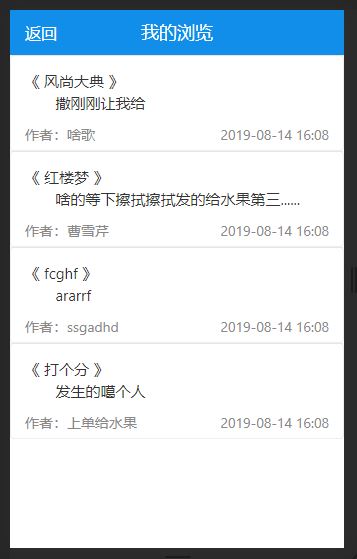 返回 我的浏览
《 风尚大典 》
撒刚刚让我给
作者：啥歌 2019-08-14 16:08
《 红楼梦 》
啥的等下擦拭擦拭发的给水果第三......
作者：曹雪芹 2019-08-14 16:08
《 fcghf 》
ararrf
作者：ssgadhd 2019-08-14 16:08
《 打个分 》
发生的噶个人
作者：上单给水果 2019-08-14 16:08